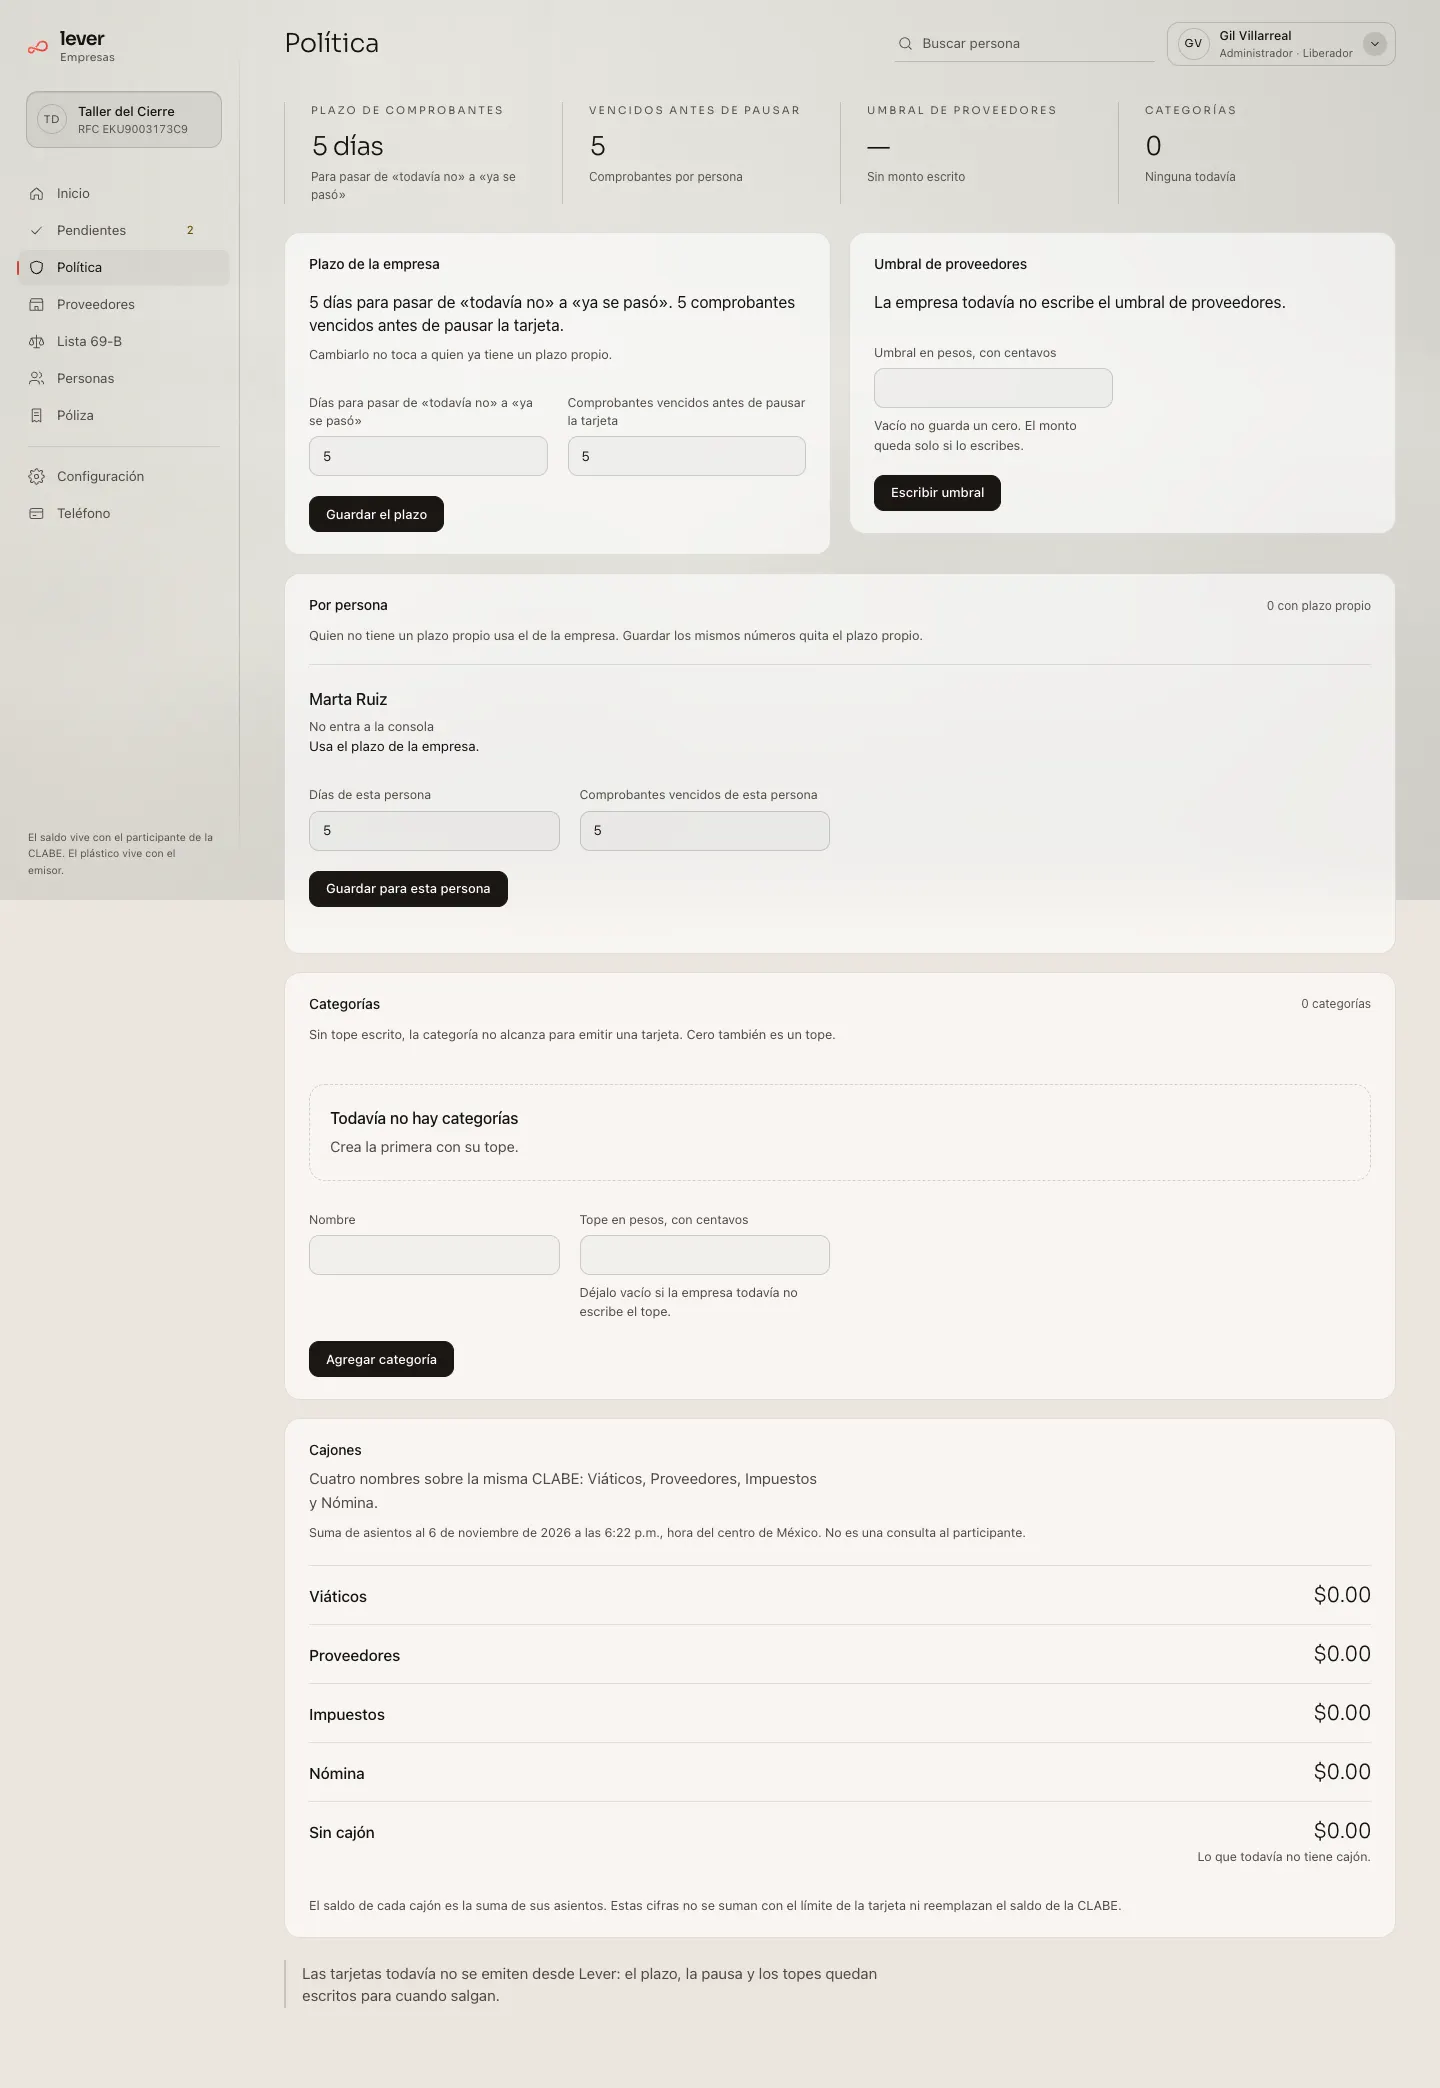 lever
Empresas
TD
Taller del Cierre
RFC EKU9003173C9
Inicio
Pendientes 2
Política
Proveedores
Lista 69-B
Personas
Póliza
Configuración
Teléfono
El saldo vive con el participante de la
CLABE. El plástico vive con el
emisor.
Política
Buscar persona
GV
Gil Villarreal
Administrador · Liberador
PLAZO DE COMPROBANTES
5 días
Para pasar de «todavía no» a «ya se
pasó»
VENCIDOS ANTES DE PAUSAR
5
Comprobantes por persona
UMBRAL DE PROVEEDORES
—
Sin monto escrito
CATEGORÍAS
0
Ninguna todavía
Plazo de la empresa
5 días para pasar de «todavía no» a «ya se pasó». 5 comprobantes
vencidos antes de pausar la tarjeta.
Cambiarlo no toca a quien ya tiene un plazo propio.
Días para pasar de «todavía no» a «ya
se pasó»
5
Comprobantes vencidos antes de pausar
la tarjeta
5
Guardar el plazo
Umbral de proveedores
La empresa todavía no escribe el umbral de proveedores.
Umbral en pesos, con centavos
Vacío no guarda un cero. El monto
queda solo si lo escribes.
Escribir umbral
Por persona
0 con plazo propio
Quien no tiene un plazo propio usa el de la empresa. Guardar los mismos números quita el plazo propio.
Marta Ruiz
No entra a la consola
Usa el plazo de la empresa.
Días de esta persona
5
Comprobantes vencidos de esta persona
5
Guardar para esta persona
Categorías
0 categorías
Sin tope escrito, la categoría no alcanza para emitir una tarjeta. Cero también es un tope.
Todavía no hay categorías
Crea la primera con su tope.
Nombre
Tope en pesos, con centavos
Déjalo vacío si la empresa todavía no
escribe el tope.
Agregar categoría
Cajones
Cuatro nombres sobre la misma CLABE: Viáticos, Proveedores, Impuestos
y Nómina.
Suma de asientos al 6 de noviembre de 2026 a las 6:22 p.m., hora del centro de México. No es una consulta al participante.
Viáticos $0.00
Proveedores $0.00
Impuestos $0.00
Nómina $0.00
Sin cajón $0.00
Lo que todavía no tiene cajón.
El saldo de cada cajón es la suma de sus asientos. Estas cifras no se suman con el límite de la tarjeta ni reemplazan el saldo de la CLABE.
Las tarjetas todavía no se emiten desde Lever: el plazo, la pausa y los topes quedan
escritos para cuando salgan.